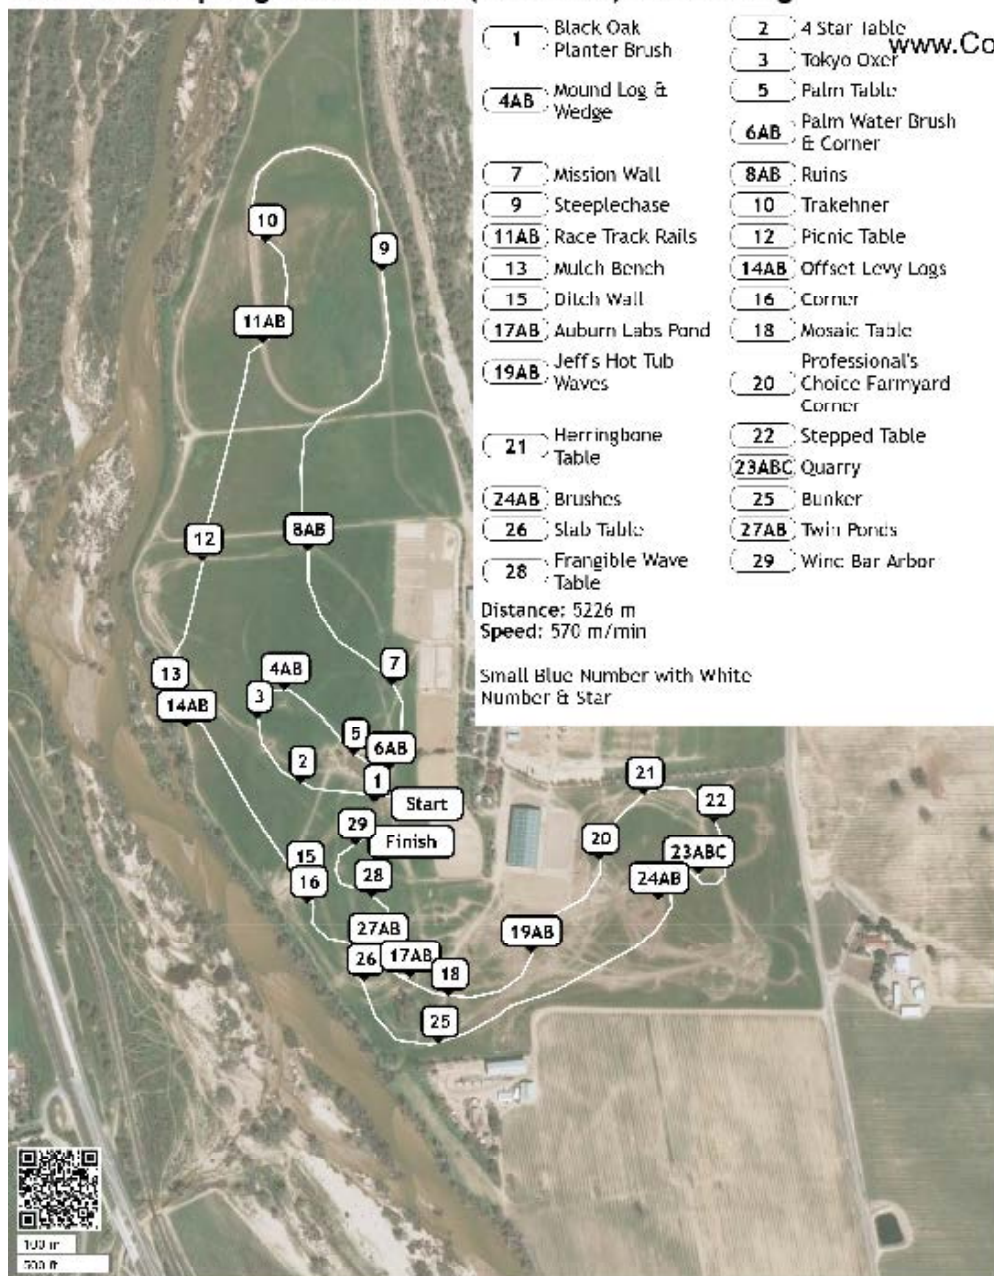 www.Co
1 Black Oak Planter Brush
2 4 Star Table
3 Tokyo Oxer
4AB Mound Log & Wedge
5 Palm Table
6AB Palm Water Brush & Corner
7 Mission Wall
8AB Ruins
9 Steeplechase
10 Trakehner
11AB Race Track Rails
12 Picnic Table
13 Mulch Bench
14AB Offset Levy Logs
15 Ditch Wall
16 Corner
17AB Auburn Labs Pond
18 Mosaic Table
19AB Jeff's Hot Tub Waves
20 Professional's Choice Farmyard Corner
21 Herringbone Table
22 Stepped Table
23ABC Quarry
24AB Brushes
25 Bunker
26 Slab Table
27AB Twin Ponds
28 Frangible Wave Table
29 Wine Bar Arbor
Distance: 5226 m
Speed: 570 m/min
Small Blue Number with White
Number & Star
10
9
11AB
12
8AB
13
14AB
4AB
3
7
5
6AB
2
1
Start
29
Finish
15
16
28
27AB
26
17AB
18
25
19AB
20
21
22
23ABC
24AB
100 m
500 ft